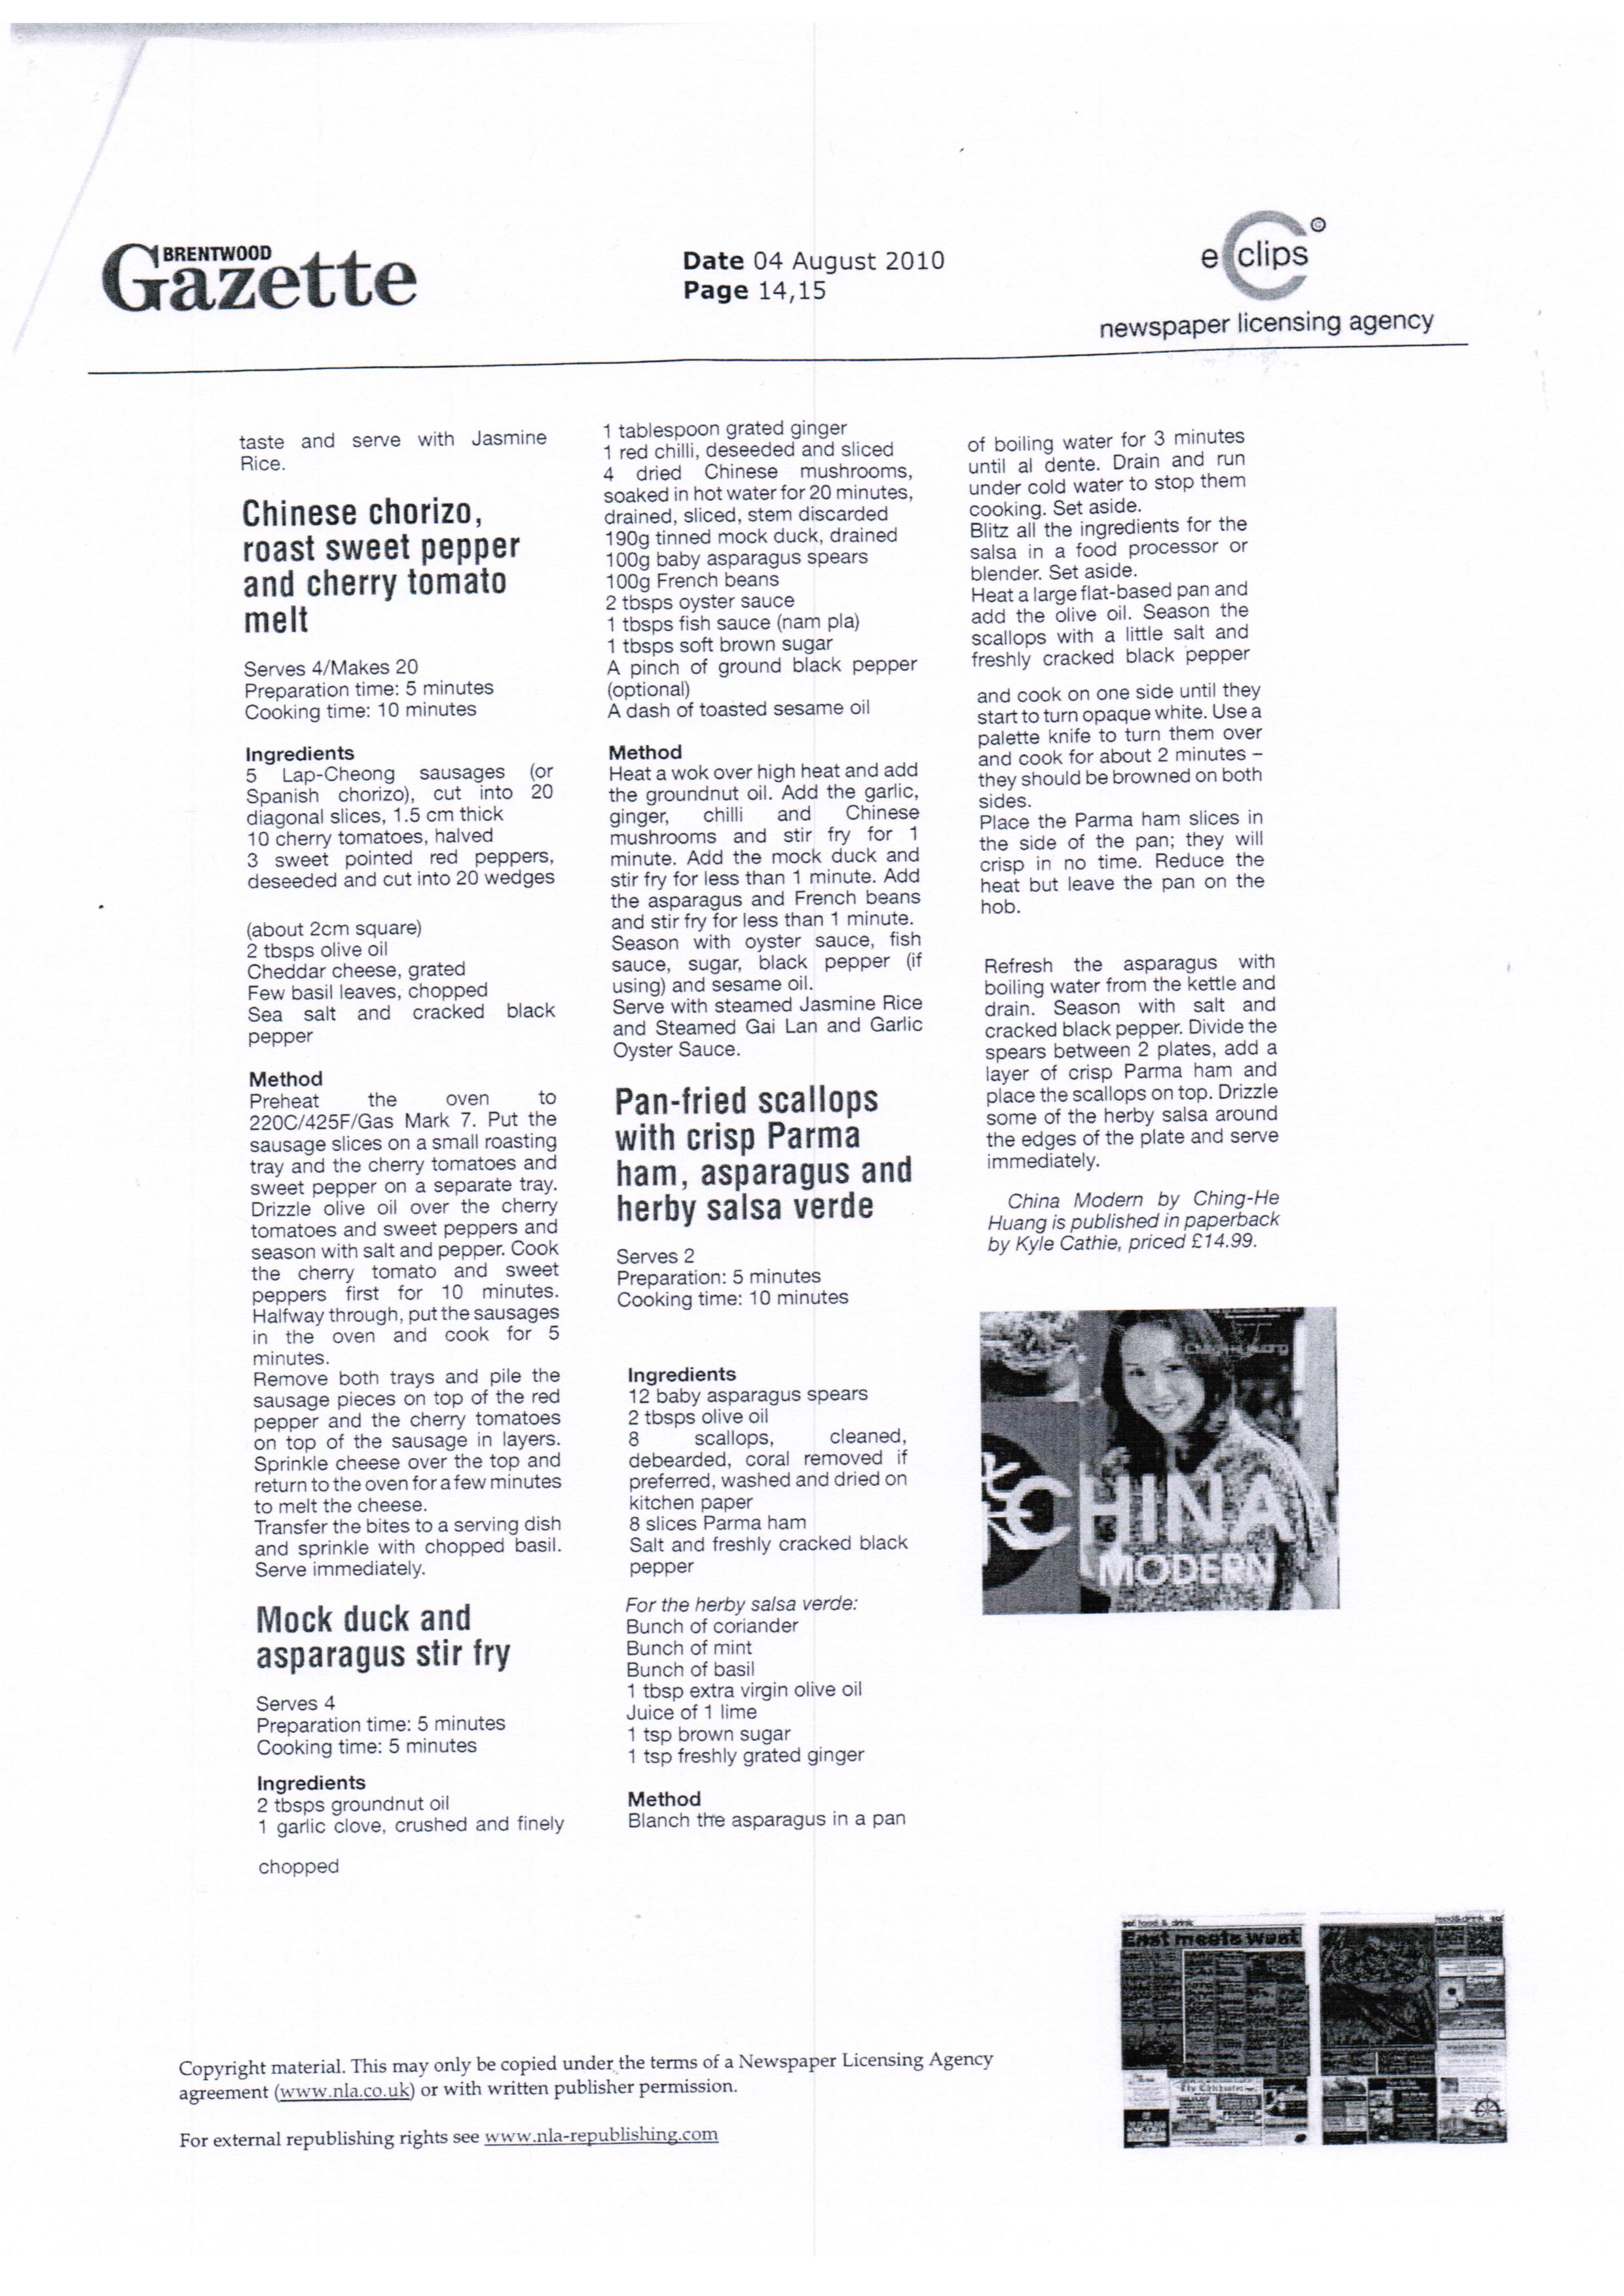 BRENTWOOD
Gazette
Date 04 August 2010
Page 14,15
e clips ©
newspaper licensing agency
taste and serve with Jasmine
Rice.
Chinese chorizo,
roast sweet pepper
and cherry tomato
melt
Serves 4/Makes 20
Preparation time: 5 minutes
Cooking time: 10 minutes
Ingredients
5 Lap-Cheong sausages (or
Spanish chorizo), cut into 20
diagonal slices, 1.5 cm thick
10 cherry tomatoes, halved
3 sweet pointed red peppers,
deseeded and cut into 20 wedges
(about 2cm square)
2 tbsps olive oil
Cheddar cheese, grated
Few basil leaves, chopped
Sea salt and cracked black
pepper
Method
Preheat the oven to
220C/425F/Gas Mark 7. Put the
sausage slices on a small roasting
tray and the cherry tomatoes and
sweet pepper on a separate tray.
Drizzle olive oil over the cherry
tomatoes and sweet peppers and
season with salt and pepper. Cook
the cherry tomato and sweet
peppers first for 10 minutes.
Halfway through, put the sausages
in the oven and cook for 5
minutes.
Remove both trays and pile the
sausage pieces on top of the red
pepper and the cherry tomatoes
on top of the sausage in layers.
Sprinkle cheese over the top and
return to the oven for a few minutes
to melt the cheese.
Transfer the bites to a serving dish
and sprinkle with chopped basil.
Serve immediately.
Mock duck and
asparagus stir fry
Serves 4
Preparation time: 5 minutes
Cooking time: 5 minutes
Ingredients
2 tbsps groundnut oil
1 garlic clove, crushed and finely
chopped
1 tablespoon grated ginger
1 red chilli, deseeded and sliced
4 dried Chinese mushrooms,
soaked in hot water for 20 minutes,
drained, sliced, stem discarded
190g tinned mock duck, drained
100g baby asparagus spears
100g French beans
2 tbsps oyster sauce
1 tbsps fish sauce (nam pla)
1 tbsps soft brown sugar
A pinch of ground black pepper
(optional)
A dash of toasted sesame oil
Method
Heat a wok over high heat and add
the groundnut oil. Add the garlic,
ginger, chilli and Chinese
mushrooms and stir fry for 1
minute. Add the mock duck and
stir fry for less than 1 minute. Add
the asparagus and French beans
and stir fry for less than 1 minute.
Season with oyster sauce, fish
sauce, sugar, black pepper (if
using) and sesame oil.
Serve with steamed Jasmine Rice
and Steamed Gai Lan and Garlic
Oyster Sauce.
Pan-fried scallops
with crisp Parma
ham, asparagus and
herby salsa verde
Serves 2
Preparation: 5 minutes
Cooking time: 10 minutes
Ingredients
12 baby asparagus spears
2 tbsps olive oil
8 scallops, cleaned,
debearded, coral removed if
preferred, washed and dried on
kitchen paper
8 slices Parma ham
Salt and freshly cracked black
pepper
For the herby salsa verde:
Bunch of coriander
Bunch of mint
Bunch of basil
1 tbsp extra virgin olive oil
Juice of 1 lime
1 tsp brown sugar
1 tsp freshly grated ginger
Method
Blanch the asparagus in a pan
of boiling water for 3 minutes
until al dente. Drain and run
under cold water to stop them
cooking. Set aside.
Blitz all the ingredients for the
salsa in a food processor or
blender. Set aside.
Heat a large flat-based pan and
add the olive oil. Season the
scallops with a little salt and
freshly cracked black pepper
and cook on one side until they
start to turn opaque white. Use a
palette knife to turn them over
and cook for about 2 minutes –
they should be browned on both
sides.
Place the Parma ham slices in
the side of the pan; they will
crisp in no time. Reduce the
heat but leave the pan on the
hob.
Refresh the asparagus with
boiling water from the kettle and
drain. Season with salt and
cracked black pepper. Divide the
spears between 2 plates, add a
layer of crisp Parma ham and
place the scallops on top. Drizzle
some of the herby salsa around
the edges of the plate and serve
immediately.
China Modern by Ching-He
Huang is published in paperback
by Kyle Cathie, priced £14.99.
CHINA
MODERN
food & drink
East meets west
Copyright material. This may only be copied under the terms of a Newspaper Licensing Agency
agreement (www.nla.co.uk) or with written publisher permission.
For external republishing rights see www.nla-republishing.com